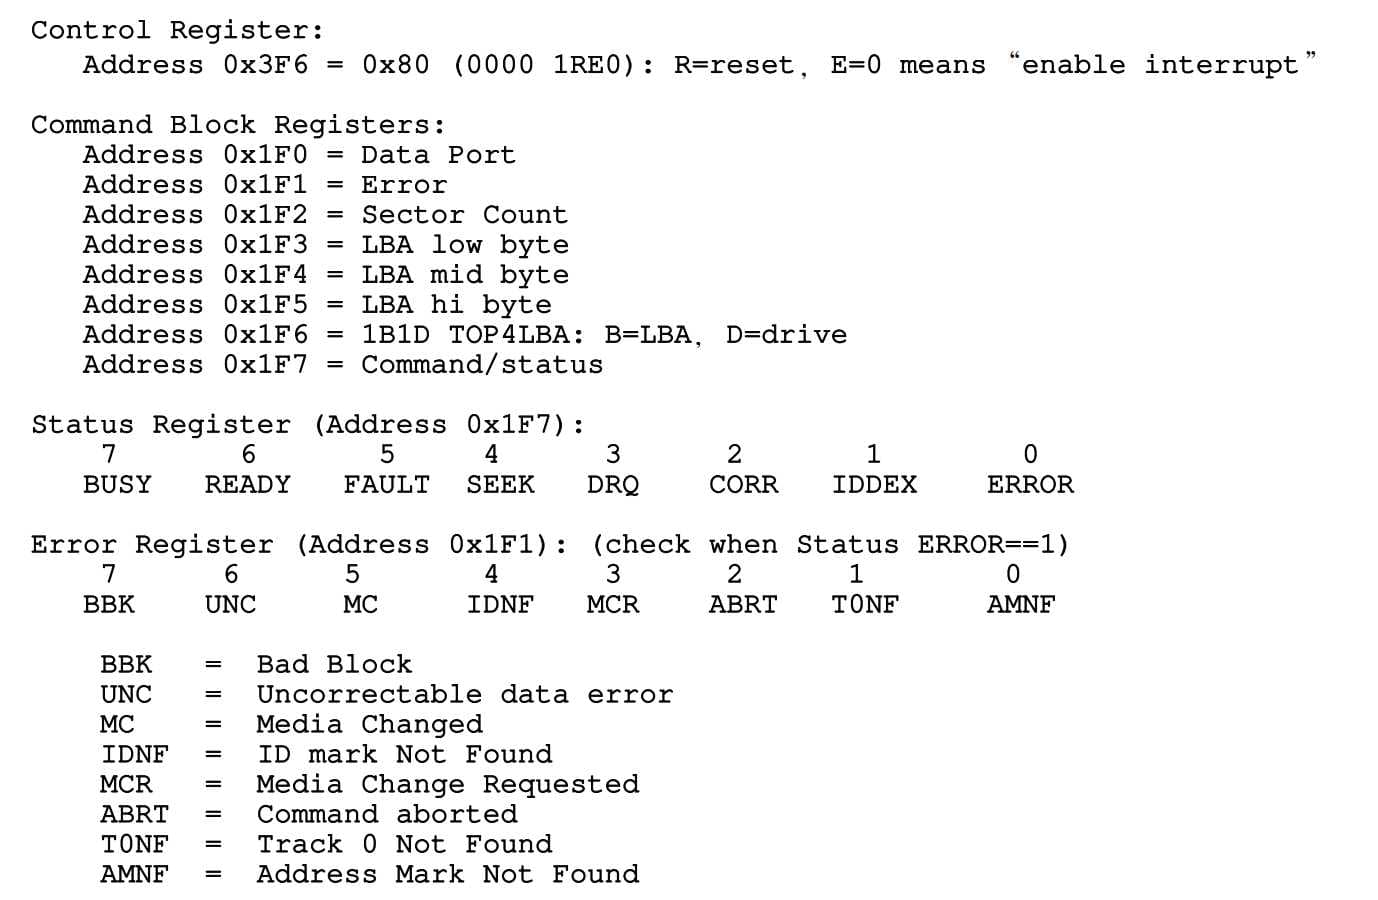 Control Register:
Address 0x3F6 = 0x80 (0000 1RE0): R=reset, E=0 means “enable interrupt”
Command Block Registers:
Address 0x1F0 = Data Port
Address 0x1F1 = Error
Address 0x1F2 = Sector Count
Address 0x1F3 = LBA low byte
Address 0x1F4 = LBA mid byte
Address 0x1F5 = LBA hi byte
Address 0x1F6 = 1B1D TOP4LBA: B=LBA, D=drive
Address 0x1F7 = Command/status
Status Register (Address 0x1F7):
7 6 5 4 3 2 1 0
BUSY READY FAULT SEEK DRQ CORR IDDEX ERROR
Error Register (Address 0x1F1): (check when Status ERROR==1)
7 6 5 4 3 2 1 0
BBK UNC MC IDNF MCR ABRT T0NF AMNF
BBK = Bad Block
UNC = Uncorrectable data error
MC = Media Changed
IDNF = ID mark Not Found
MCR = Media Change Requested
ABRT = Command aborted
T0NF = Track 0 Not Found
AMNF = Address Mark Not Found